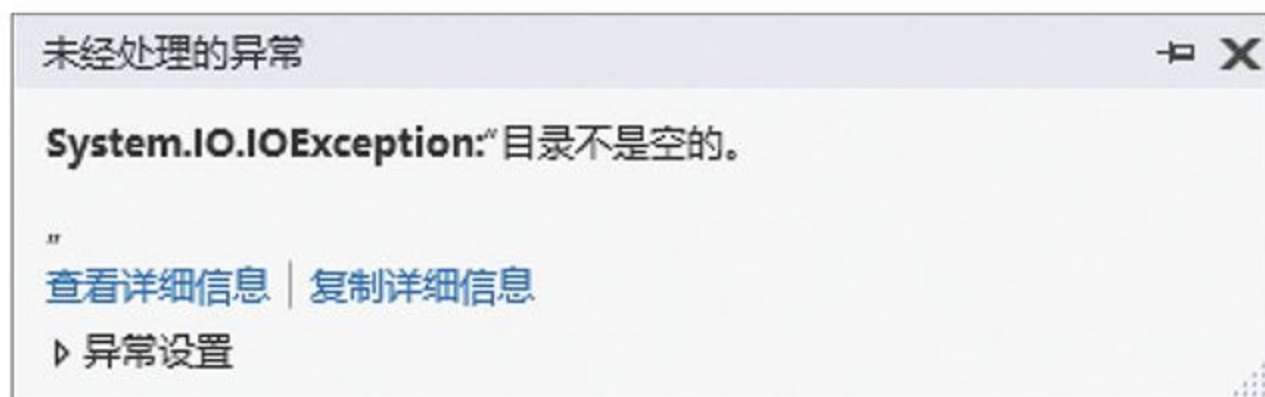 未经处理的异常
System.IO.IOException:“目录不是空的。
”
查看详细信息 | 复制详细信息
异常设置